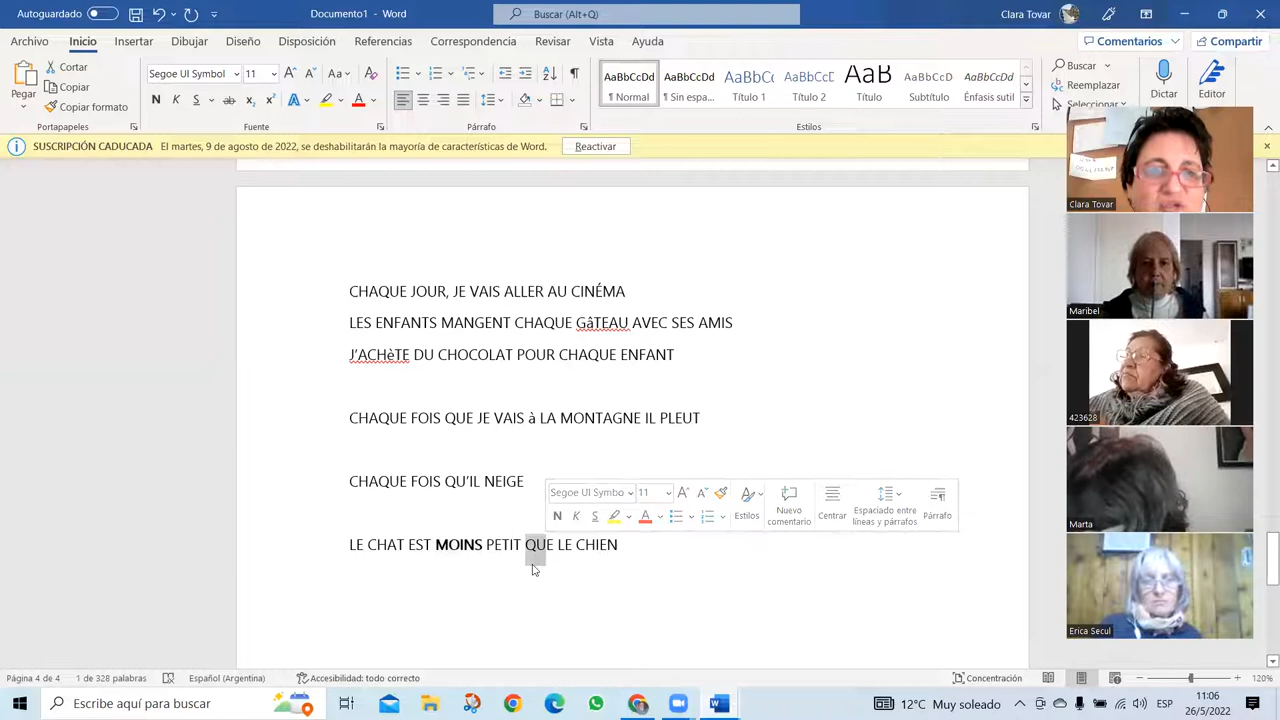 Autoguardado
Buscar (Alt+Q)
Clara Tovar
Archivo Inicio Insertar Dibujar Diseño Disposición Referencias Correspondencia Revisar Vista Ayuda
Comentarios Compartir
Pegar
Cortar
Copiar
Copiar formato
Segoe UI Symbol 11
N K S
AaBbCcDd AaBbCcDd AaBbCc AaBbCcD AaB AaBbCcD AaBbCcDd
¶ Normal ¶ Sin espa... Título 1 Título 2 Título Subtítulo Énfasis sutil
Buscar
Reemplazar
Seleccionar
Dictar
Editor
Portapapeles Fuente Párrafo Estilos
SUSCRIPCIÓN CADUCADA El martes, 9 de agosto de 2022, se deshabilitarán la mayoría de características de Word. Reactivar
CHAQUE JOUR, JE VAIS ALLER AU CINÉMA
LES ENFANTS MANGENT CHAQUE GâTEAU AVEC SES AMIS
J'ACHèTE DU CHOCOLAT POUR CHAQUE ENFANT
CHAQUE FOIS QUE JE VAIS à LA MONTAGNE IL PLEUT
CHAQUE FOIS QU'IL NEIGE
Segoe UI Symbo 11
N K S
Estilos
Nuevo comentario
Centrar
Espaciado entre líneas y párrafos
Párrafo
LE CHAT EST MOINS PETIT QUE LE CHIEN
Clara Tovar
Maribel
423628
Marta
Erica Secul
Página 4 de 4 1 de 328 palabras Español (Argentina) Accesibilidad: todo correcto Concentración 120%
Escribe aquí para buscar
12°C Muy soleado
ESP
11:06
26/5/2022